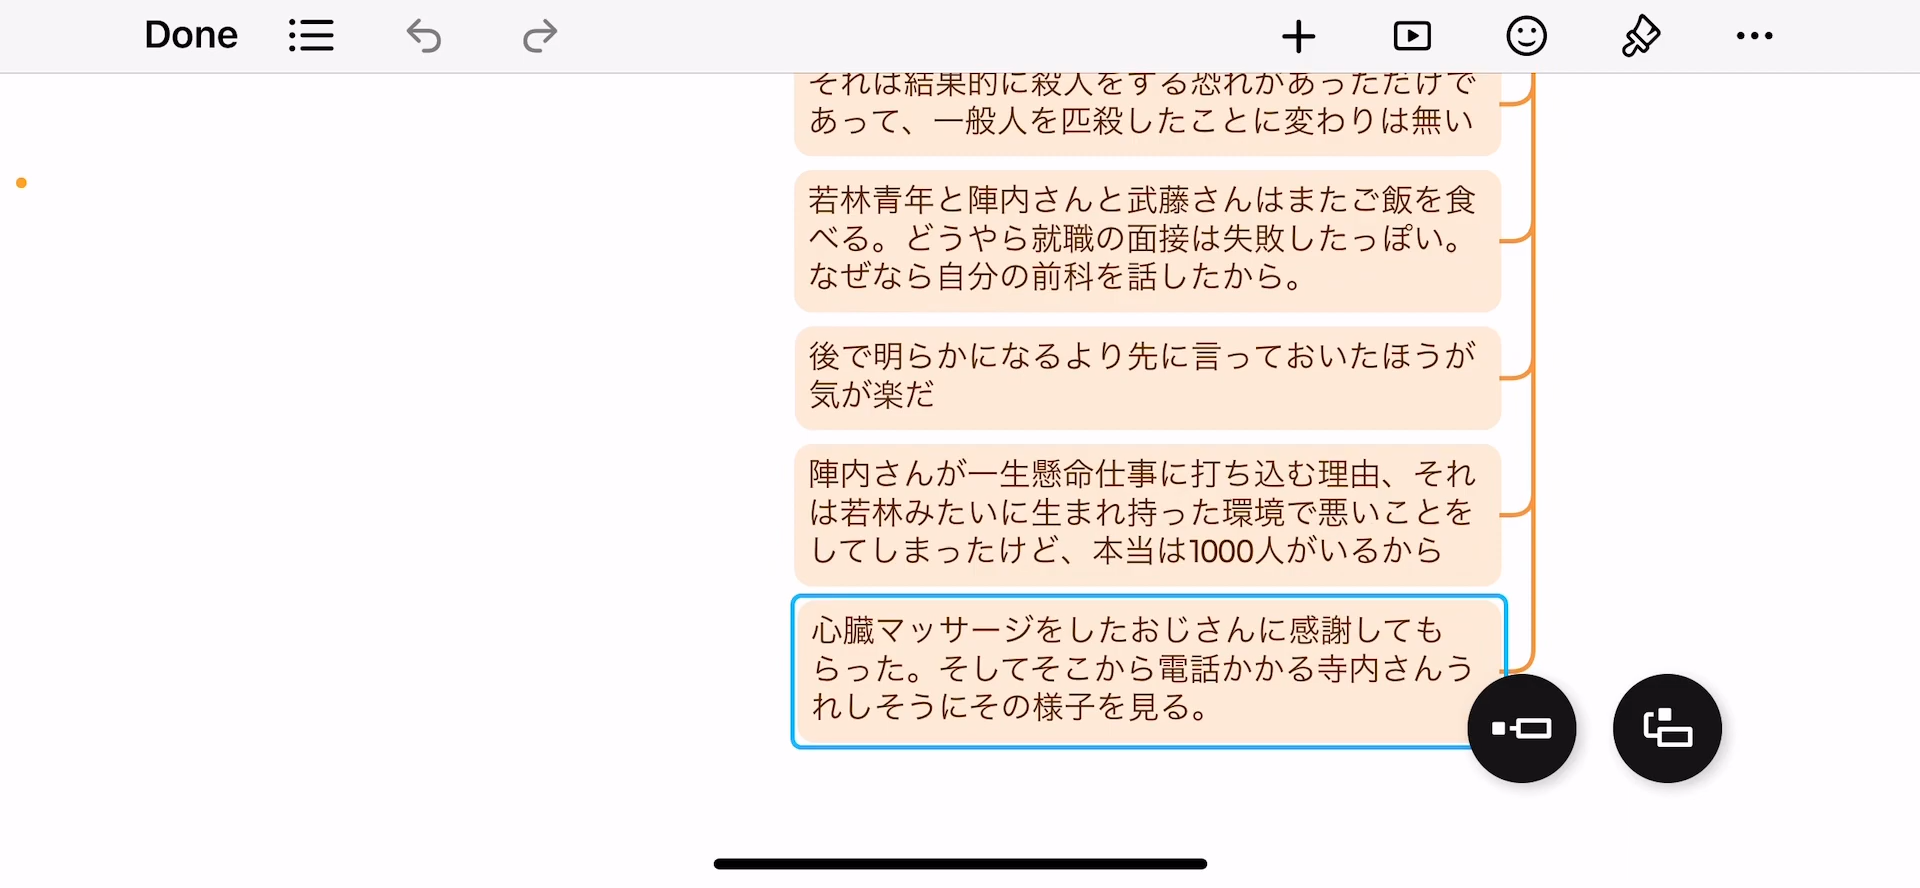 Done
それは結果的に殺人をする恐れがあっただけで
あって、一般人を匹殺したことに変わりは無い
若林青年と陣内さんと武藤さんはまたご飯を食
べる。どうやら就職の面接は失敗したっぽい。
なぜなら自分の前科を話したから。
後で明らかになるより先に言っておいたほうが
気が楽だ
陣内さんが一生懸命仕事に打ち込む理由、それ
は若林みたいに生まれ持った環境で悪いことを
してしまったけど、本当は1000人がいるから
心臓マッサージをしたおじさんに感謝しても
らった。そしてそこから電話かかる寺内さんう
れしそうにその様子を見る。